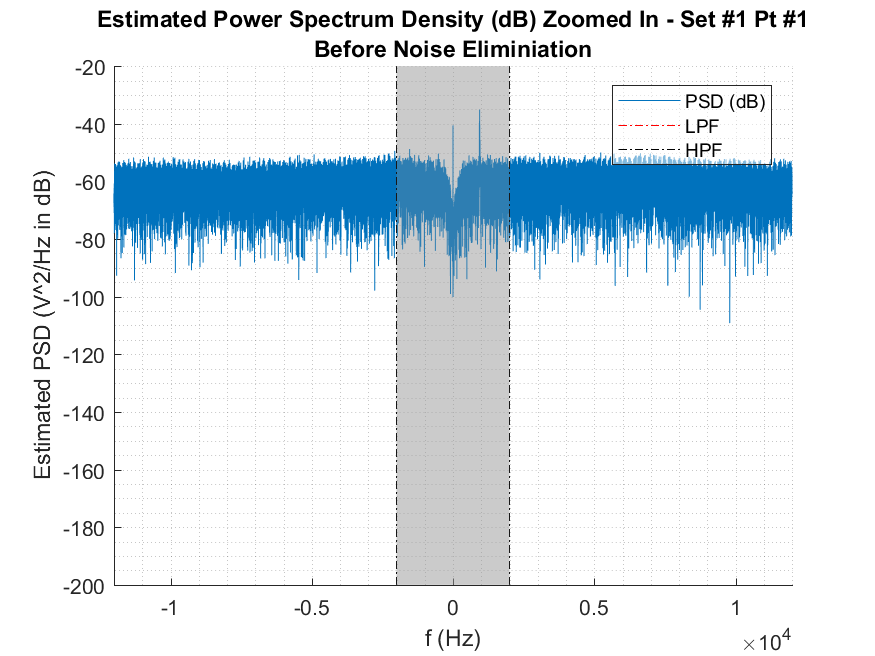 Estimated Power Spectrum Density (dB) Zoomed In - Set #1 Pt #1
Before Noise Eliminiation
PSD (dB)
LPF
HPF
Estimated PSD (V^2/Hz in dB)
-20
-40
-60
-80
-100
-120
-140
-160
-180
-200
-1
-0.5
0
0.5
1
f (Hz)
×10^4